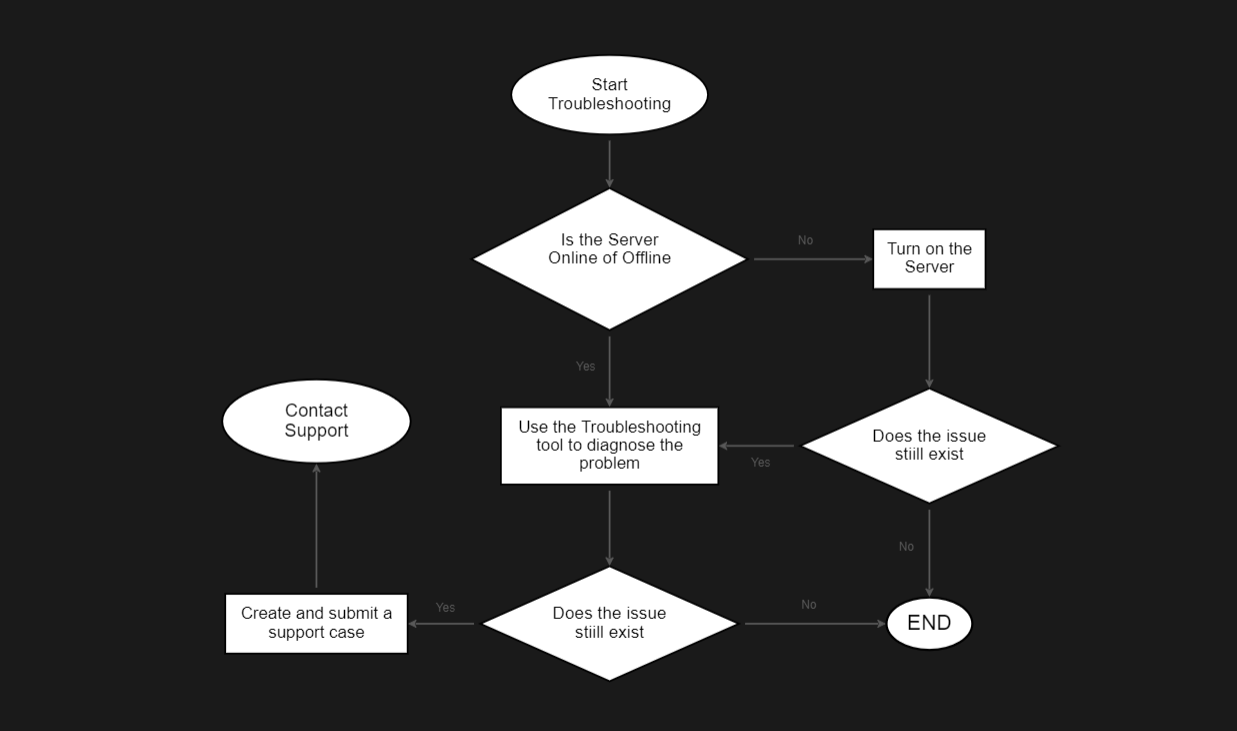 Start
Troubleshooting
Is the Server
Online of Offline
No
Turn on the
Server
Yes
Contact
Support
Use the Troubleshooting
tool to diagnose the
problem
Yes
Does the issue
stiill exist
No
Create and submit a
support case
Yes
Does the issue
stiill exist
No
END